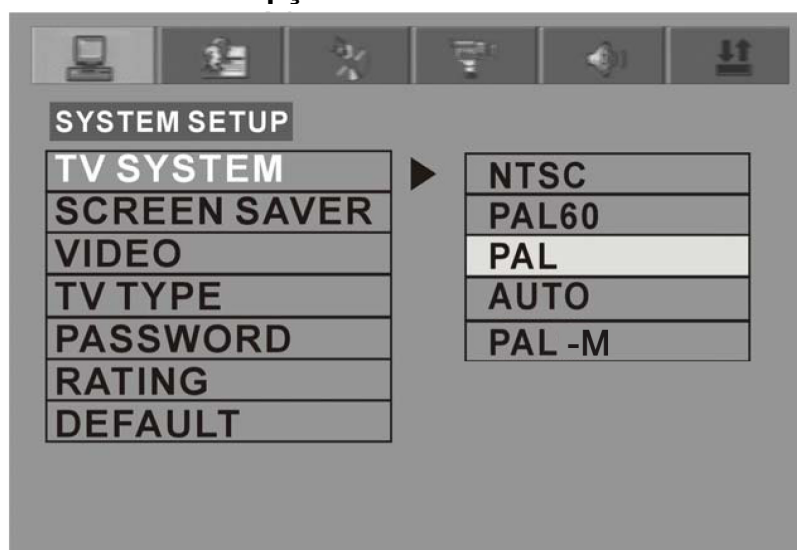 SYSTEM SETUP
TV SYSTEM
SCREEN SAVER
VIDEO
TV TYPE
PASSWORD
RATING
DEFAULT
NTSC
PAL60
PAL
AUTO
PAL -M